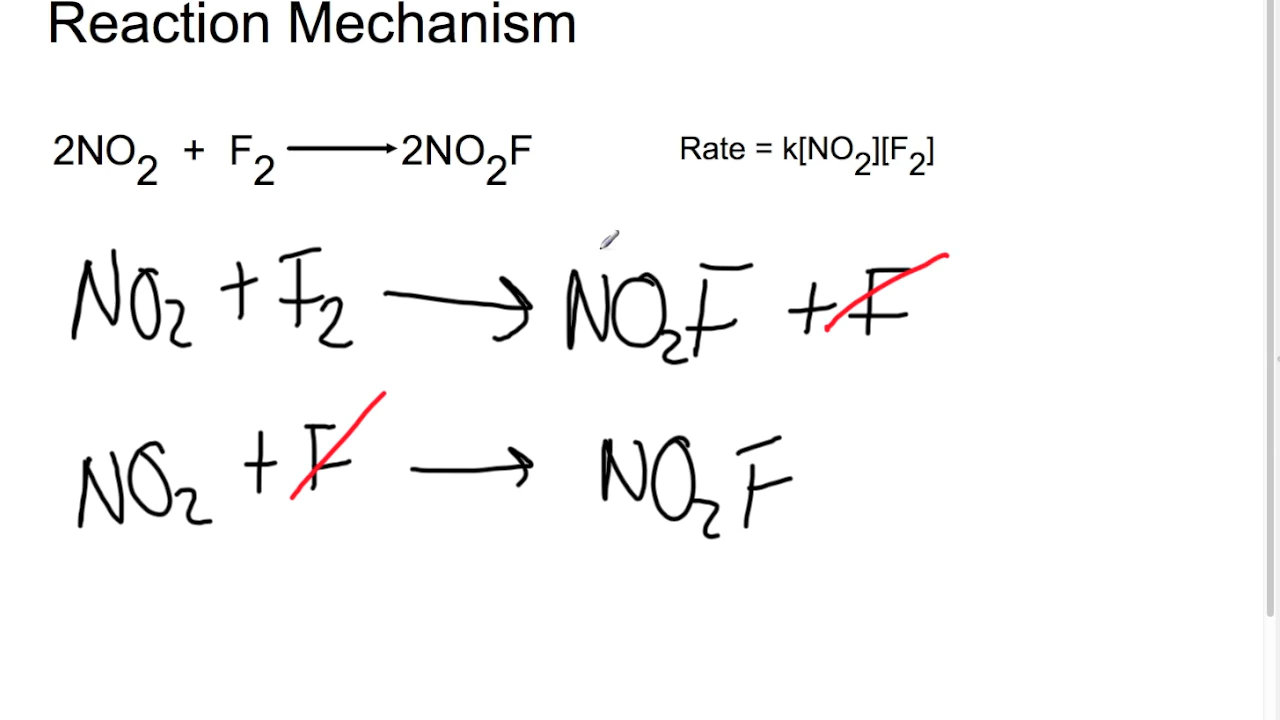 Reaction Mechanism
2NO₂ + F₂ ⟶ 2NO₂F Rate = k[NO₂][F₂]
NO₂ + F₂ ⟶ NO₂F + F
NO₂ + F ⟶ NO₂F